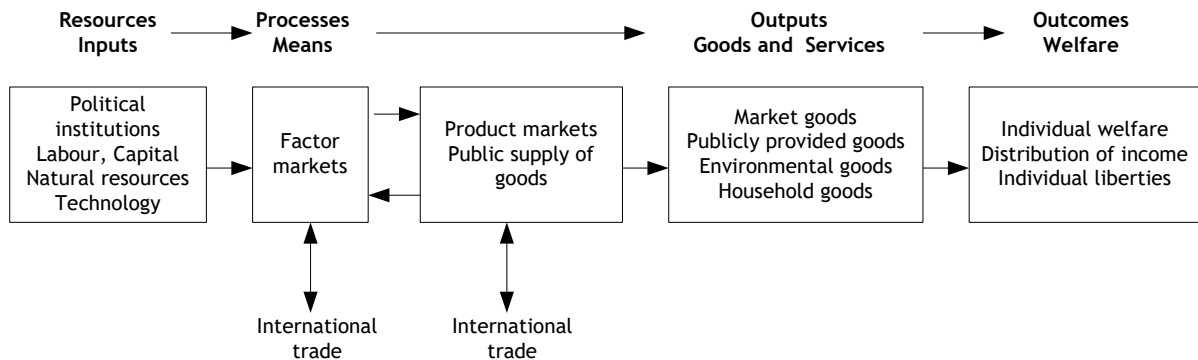 Resources
Inputs
Processes
Means
Outputs
Goods and Services
Outcomes
Welfare
Political
institutions
Labour, Capital
Natural resources
Technology
Factor
markets
Product markets
Public supply of
goods
Market goods
Publicly provided goods
Environmental goods
Household goods
Individual welfare
Distribution of income
Individual liberties
International
trade
International
trade